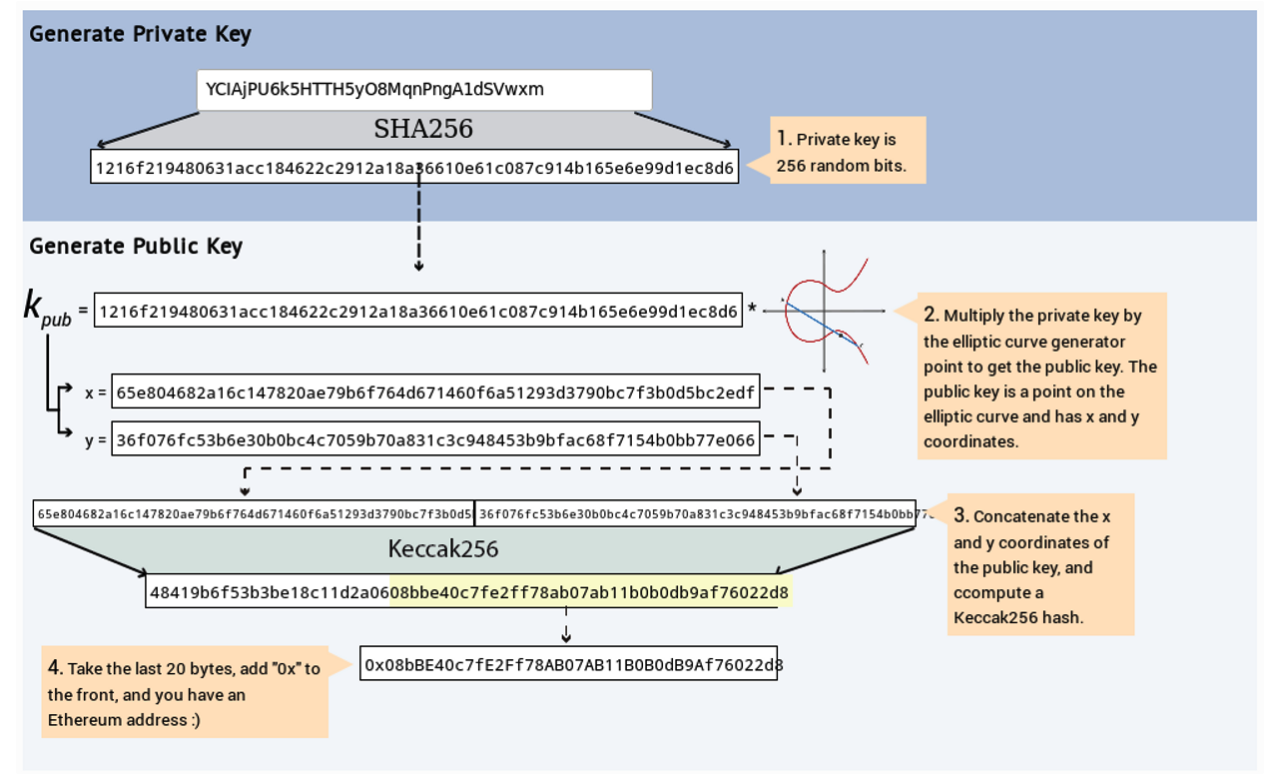 Generate Private Key
YCIAjPU6k5HTTH5yO8MqnPngA1dSVwxm
SHA256
1216f219480631acc184622c2912a18a36610e61c087c914b165e6e99d1ec8d6
1. Private key is
256 random bits.
Generate Public Key
kpub = 1216f219480631acc184622c2912a18a36610e61c087c914b165e6e99d1ec8d6 *
2. Multiply the private key by
the elliptic curve generator
point to get the public key. The
public key is a point on the
elliptic curve and has x and y
coordinates.
x = 65e804682a16c147820ae79b6f764d671460f6a51293d3790bc7f3b0d5bc2edf
y = 36f076fc53b6e30b0bc4c7059b70a831c3c948453b9bfac68f7154b0bb77e066
65e804682a16c147820ae79b6f764d671460f6a51293d3790bc7f3b0d5 36f076fc53b6e30b0bc4c7059b70a831c3c948453b9bfac68f7154b0bb77
3. Concatenate the x
and y coordinates of
the public key, and
ccompute a
Keccak256 hash.
Keccak256
48419b6f53b3be18c11d2a0608bbe40c7fe2ff78ab07ab11b0b0db9af76022d8
4. Take the last 20 bytes, add "0x" to
the front, and you have an
Ethereum address :)
0x08bBE40c7fE2Ff78AB07AB11B0B0dB9Af76022d8